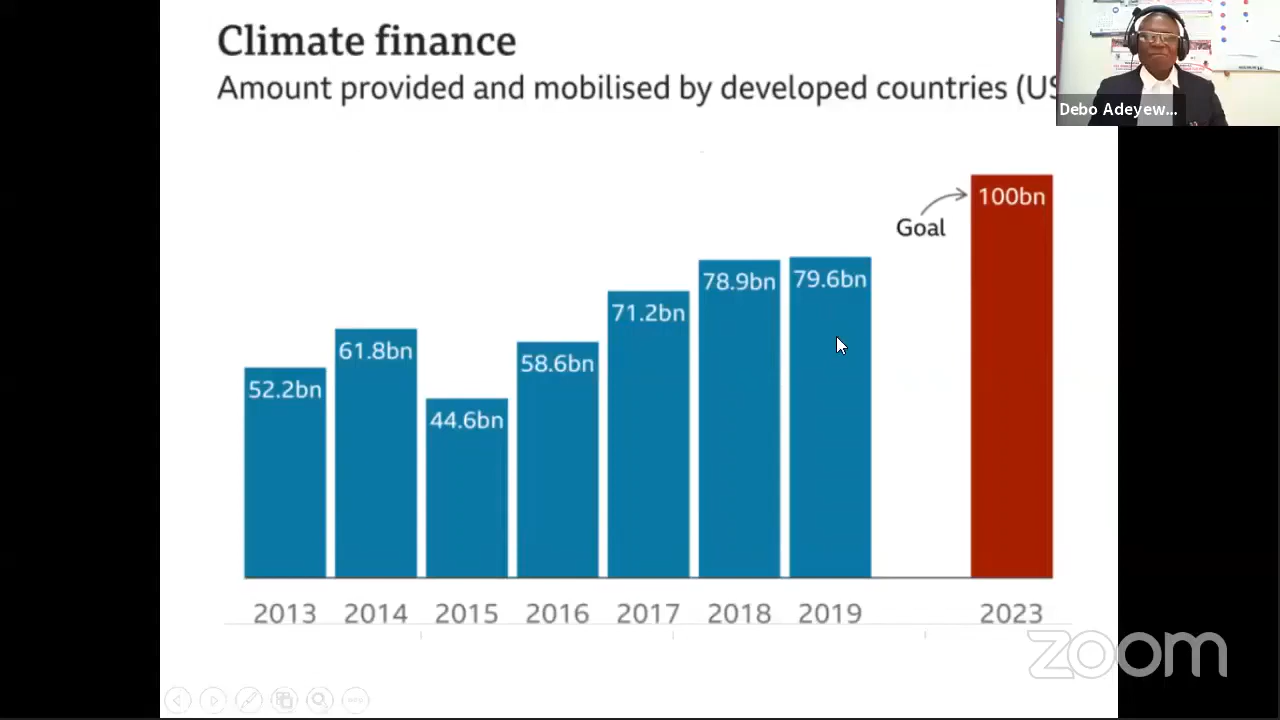 Climate finance
Amount provided and mobilised by developed countries (US
Debo Adeyew...
100bn
Goal
78.9bn
79.6bn
71.2bn
61.8bn
58.6bn
52.2bn
44.6bn
2013 2014 2015 2016 2017 2018 2019 2023
zoom